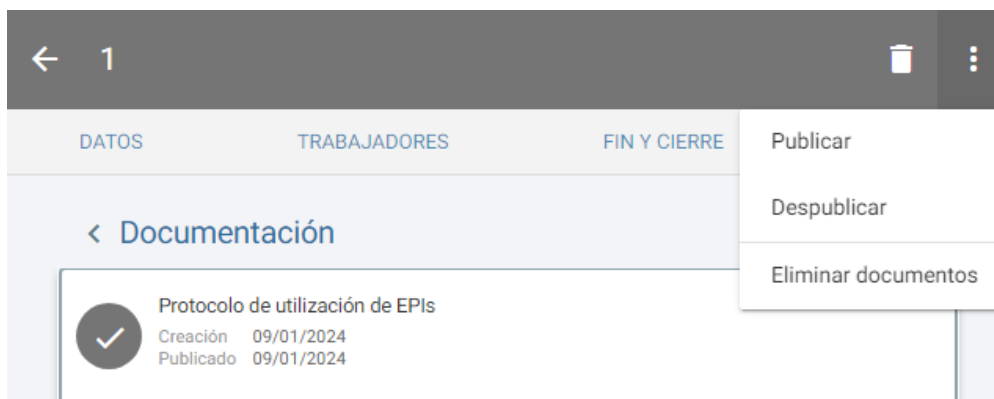 1
DATOS TRABAJADORES FIN Y CIERRE
Publicar
Despublicar
Eliminar documentos
Documentación
Protocolo de utilización de EPIs
Creación 09/01/2024
Publicado 09/01/2024